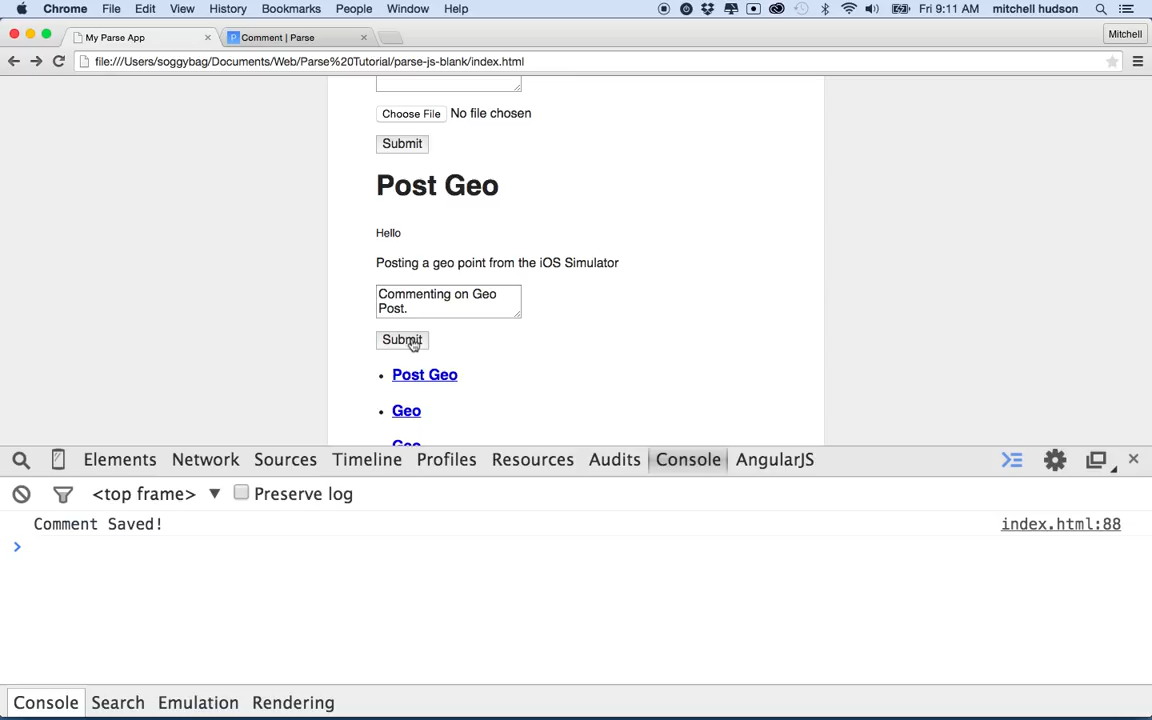 Chrome File Edit View History Bookmarks People Window Help Fri 9:11 AM mitchell hudson
My Parse App Comment | Parse Mitchell
file:///Users/soggybag/Documents/Web/Parse%20Tutorial/parse-js-blank/index.html
Choose File No file chosen
Submit
Post Geo
Hello
Posting a geo point from the iOS Simulator
Commenting on Geo
Post.
Submit
• Post Geo
• Geo
Geo
Elements Network Sources Timeline Profiles Resources Audits Console AngularJS
<top frame> ▼ Preserve log
Comment Saved! index.html:88
>
Console Search Emulation Rendering